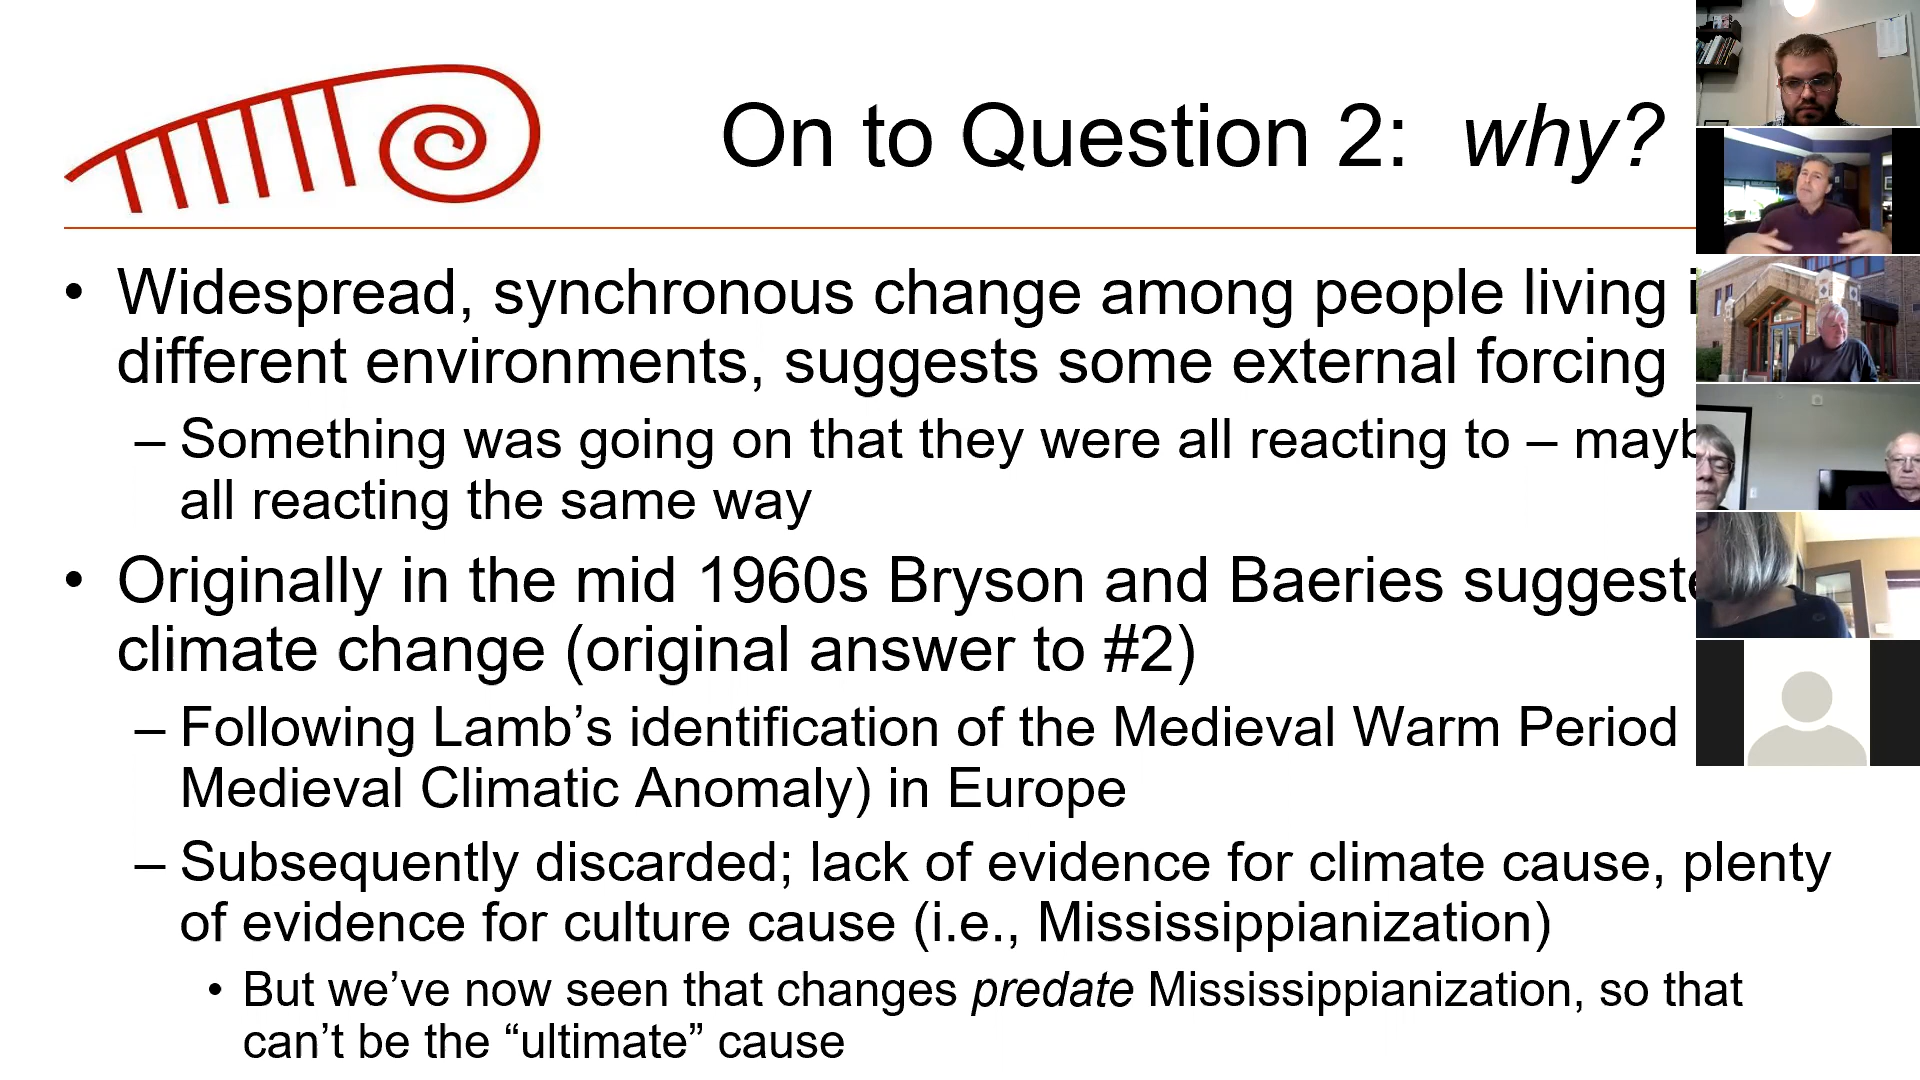 On to Question 2: why?
• Widespread, synchronous change among people living
different environments, suggests some external forcing
– Something was going on that they were all reacting to –
all reacting the same way
• Originally in the mid 1960s Bryson and Baeries
climate change (original answer to #2)
– Following Lamb’s identification of the Medieval Warm Period
Medieval Climatic Anomaly) in Europe
– Subsequently discarded; lack of evidence for climate cause, plenty
of evidence for culture cause (i.e., Mississippianization)
• But we’ve now seen that changes predate Mississippianization, so that
can’t be the “ultimate” cause